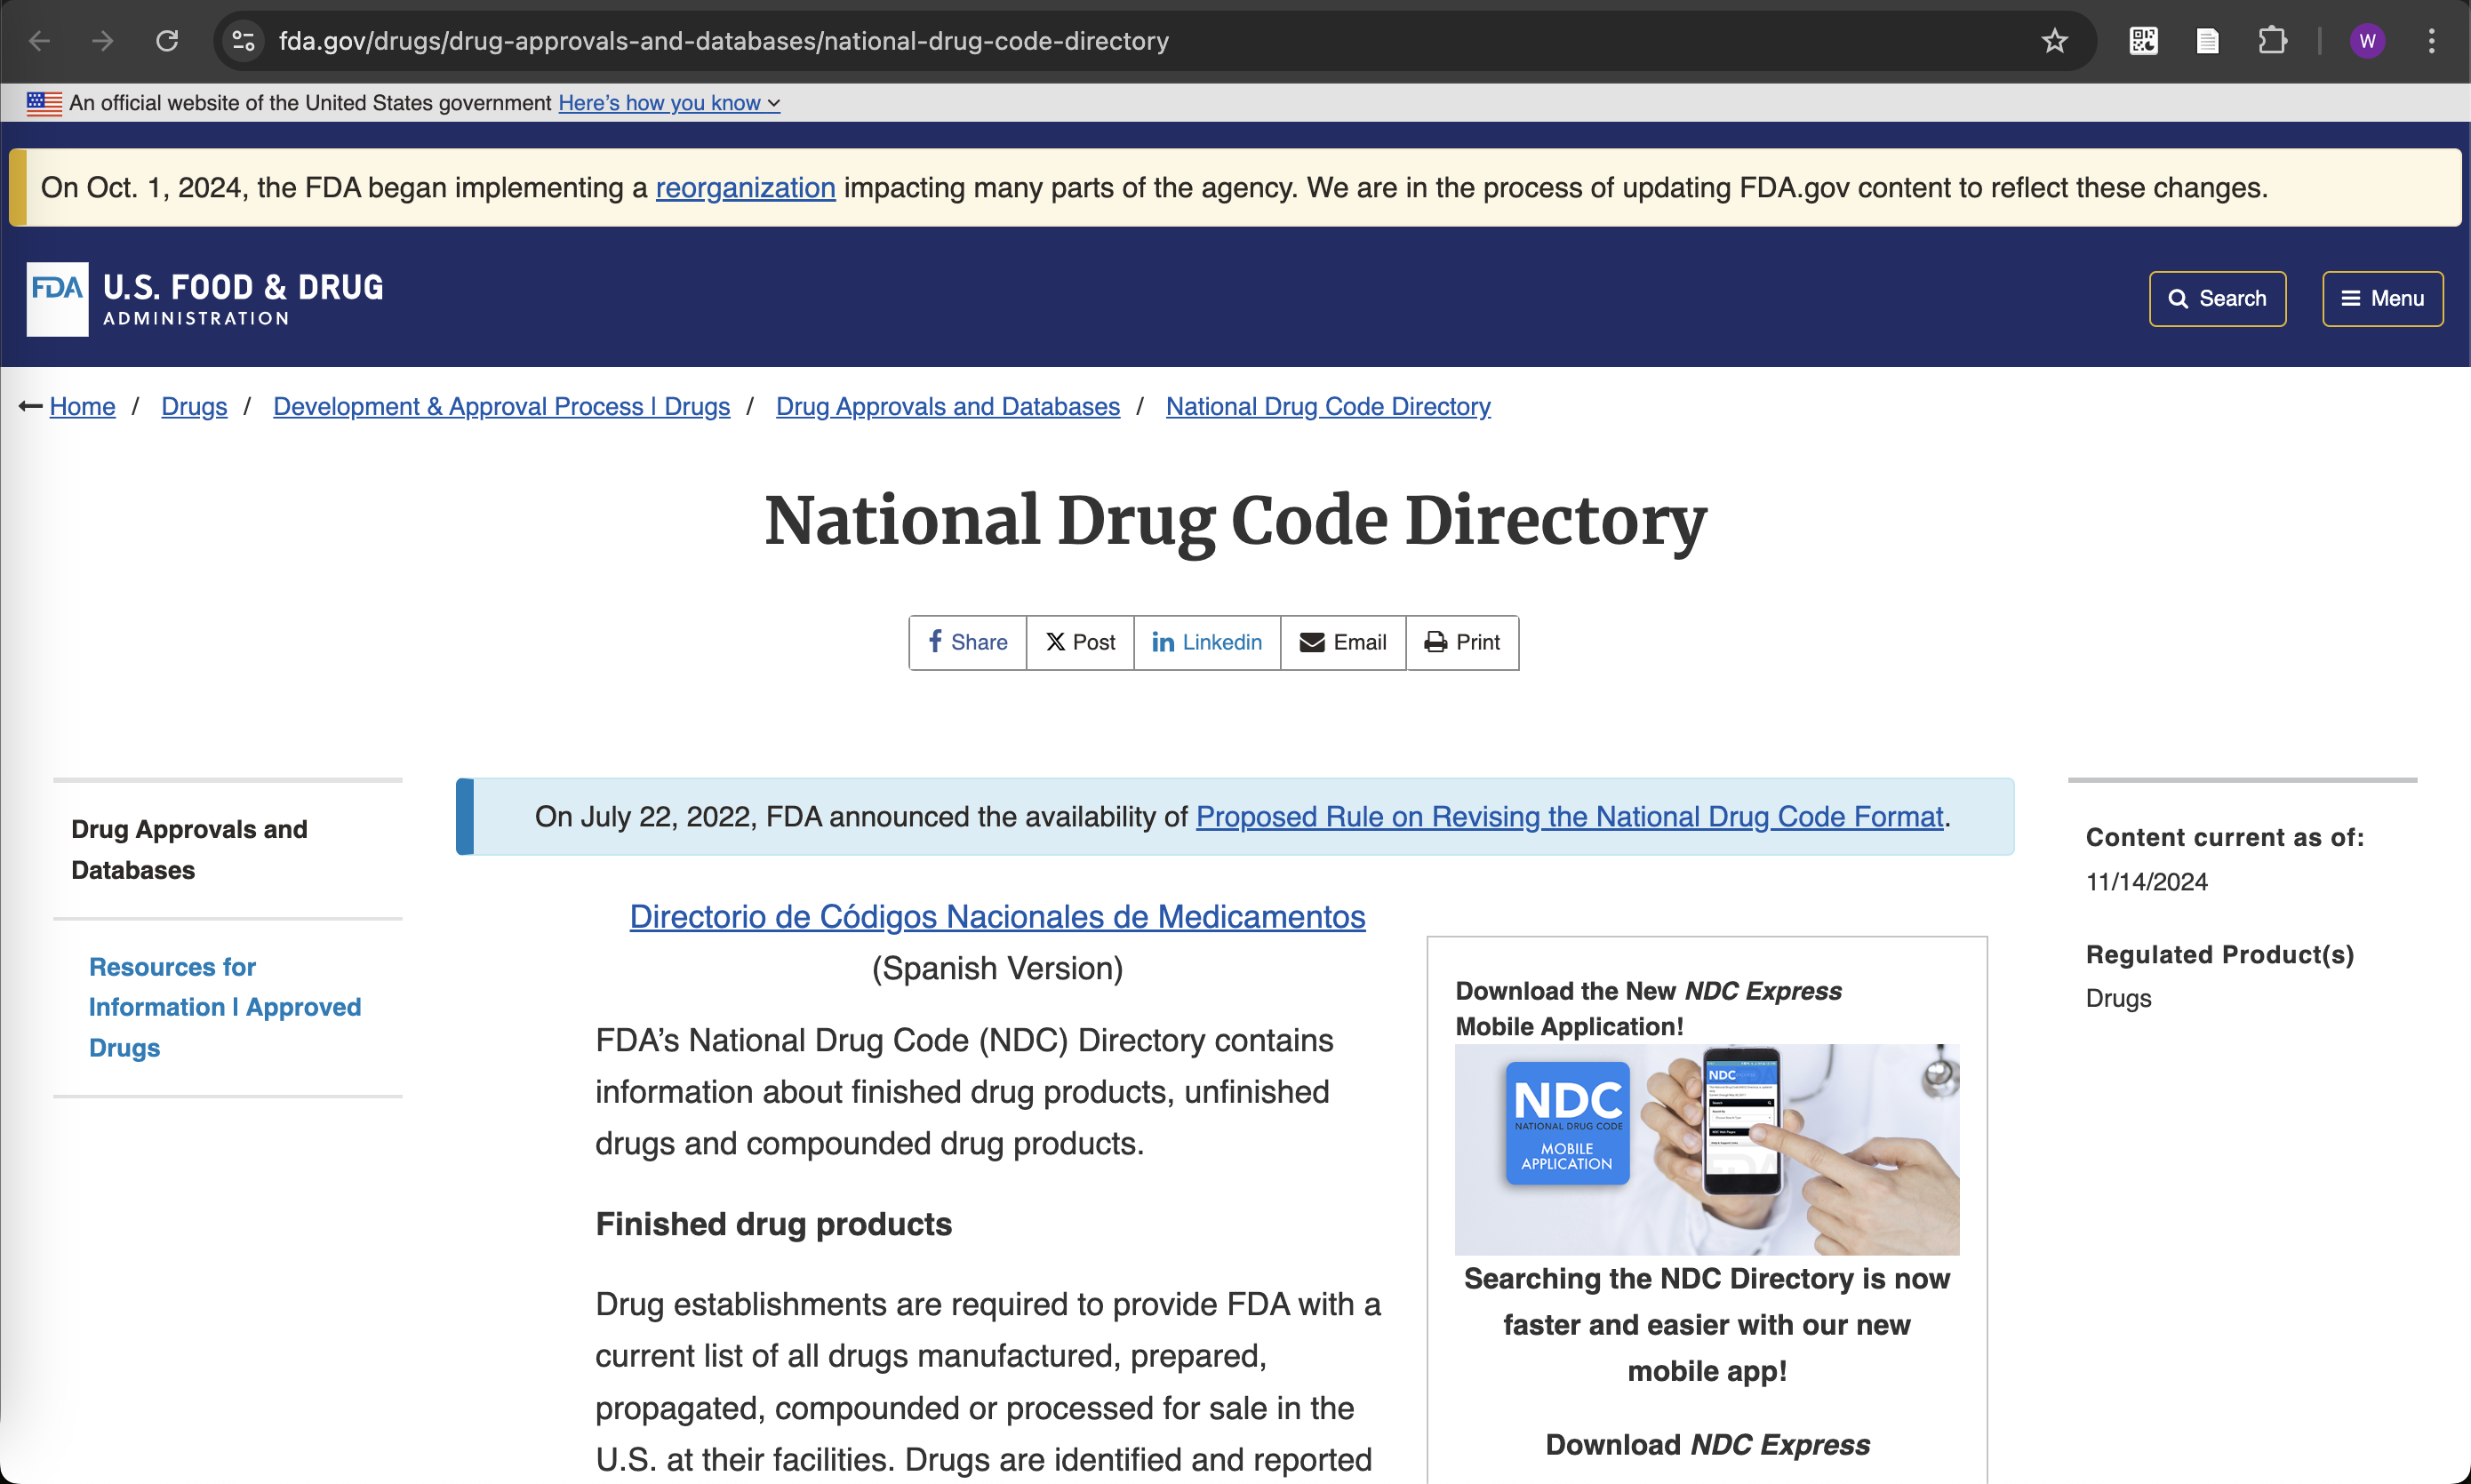 fda.gov/drugs/drug-approvals-and-databases/national-drug-code-directory
W
An official website of the United States government Here’s how you know
On Oct. 1, 2024, the FDA began implementing a reorganization impacting many parts of the agency. We are in the process of updating FDA.gov content to reflect these changes.
FDA U.S. FOOD & DRUG
ADMINISTRATION
Search
Menu
Home / Drugs / Development & Approval Process | Drugs / Drug Approvals and Databases / National Drug Code Directory
National Drug Code Directory
Share
Post
Linkedin
Email
Print
Drug Approvals and
Databases
Resources for
Information | Approved
Drugs
On July 22, 2022, FDA announced the availability of Proposed Rule on Revising the National Drug Code Format.
Directorio de Códigos Nacionales de Medicamentos
(Spanish Version)
FDA’s National Drug Code (NDC) Directory contains
information about finished drug products, unfinished
drugs and compounded drug products.
Finished drug products
Drug establishments are required to provide FDA with a
current list of all drugs manufactured, prepared,
propagated, compounded or processed for sale in the
U.S. at their facilities. Drugs are identified and reported
Download the New NDC Express
Mobile Application!
NDC
NATIONAL DRUG CODE
MOBILE
APPLICATION
NDC
Searching the NDC Directory is now
faster and easier with our new
mobile app!
Download NDC Express
Content current as of:
11/14/2024
Regulated Product(s)
Drugs